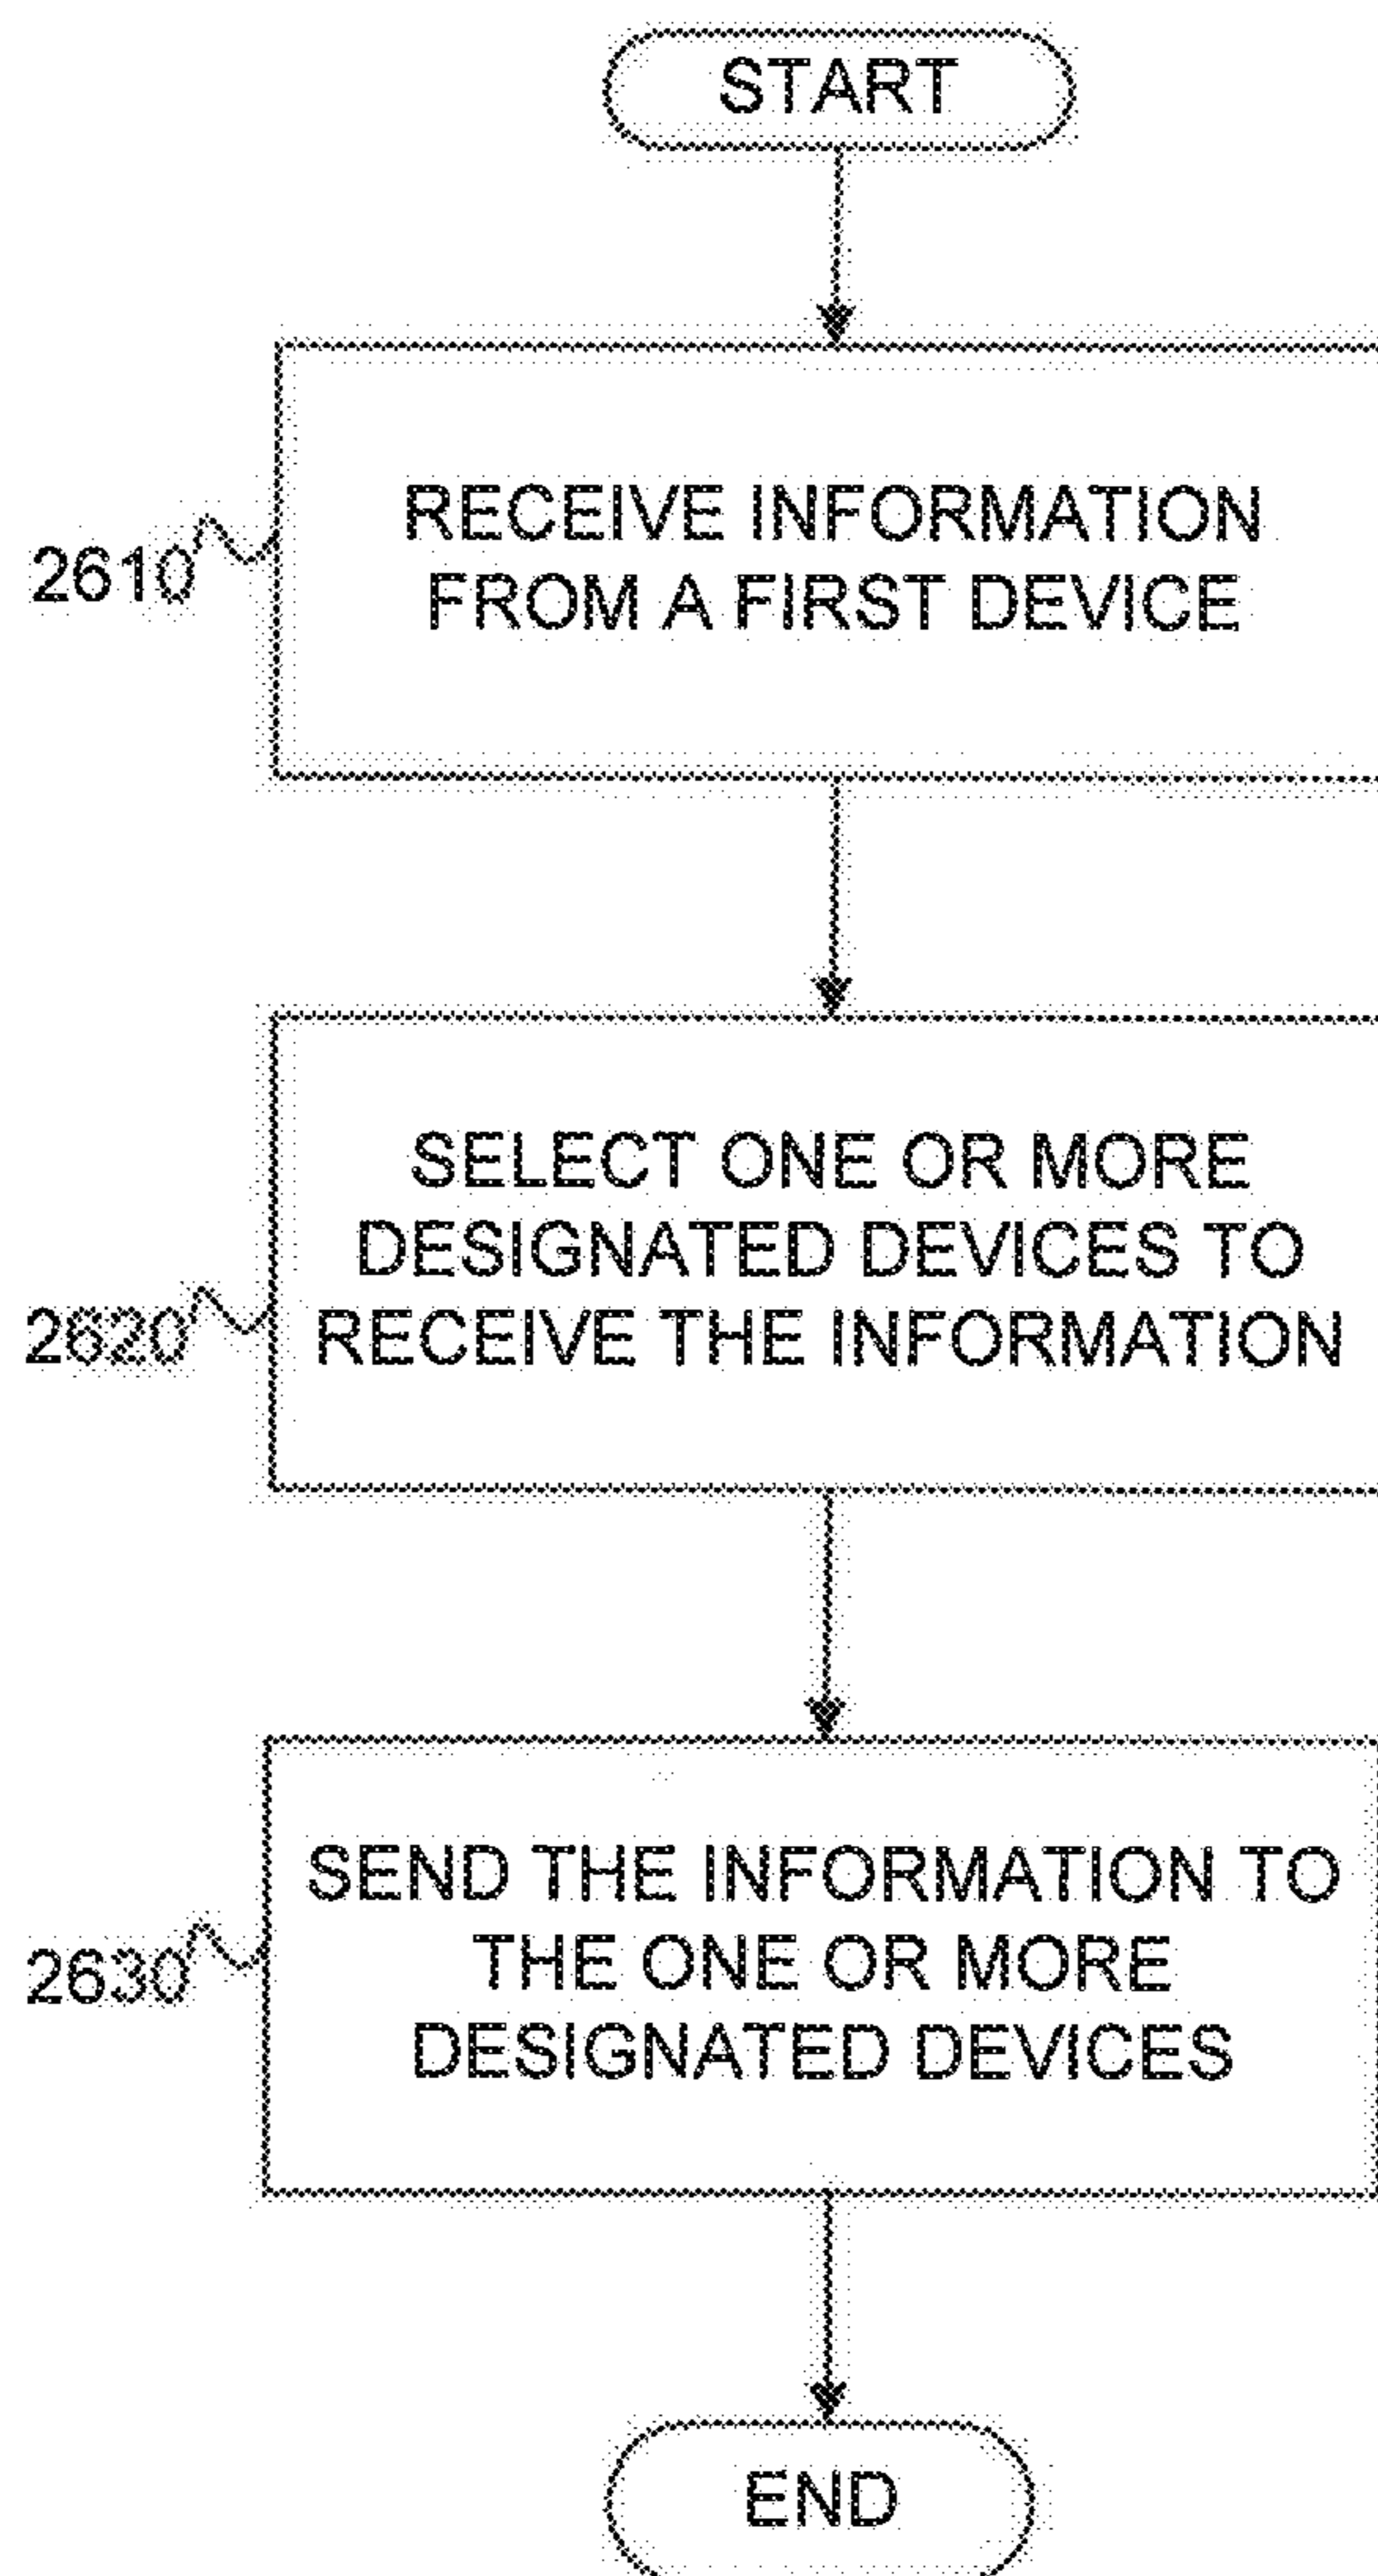 START
RECEIVE INFORMATION
FROM A FIRST DEVICE
2610
SELECT ONE OR MORE
DESIGNATED DEVICES TO
RECEIVE THE INFORMATION
2620
SEND THE INFORMATION TO
THE ONE OR MORE
DESIGNATED DEVICES
2630
END